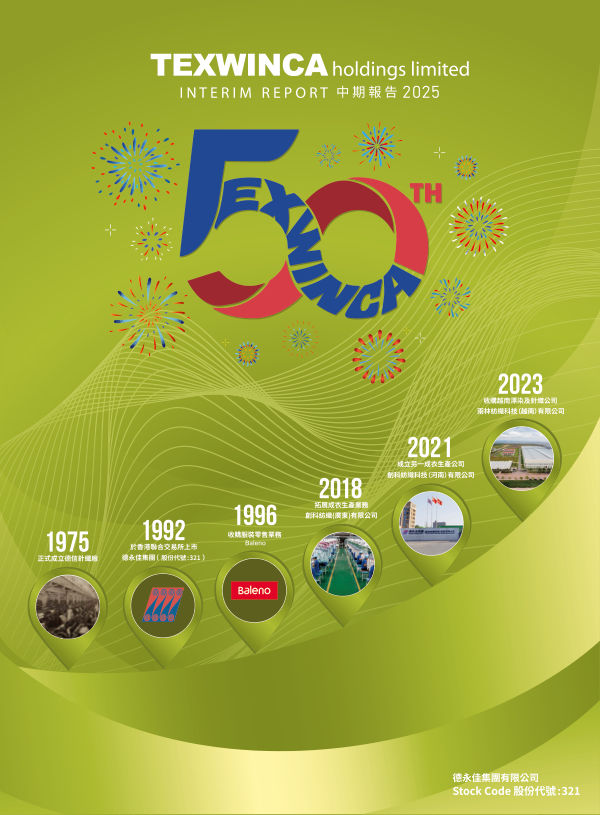 TEXWINCA holdings limited
INTERIM REPORT 中期報告 2025
50TH
TEXWINCA
2023
收購越南漂染及針織公司
張林紡織科技(越南)有限公司
2021
成立另一成衣生產公司
創科紡織科技(河南)有限公司
2018
拓展成衣生產業務
創科紡織(廣東)有限公司
1996
收購服裝零售業務
Baleno
1992
於香港聯合交易所上市
德永佳集團(股份代號:321)
1975
正式成立德信針織廠
Baleno
德永佳集團有限公司
Stock Code 股份代號:321